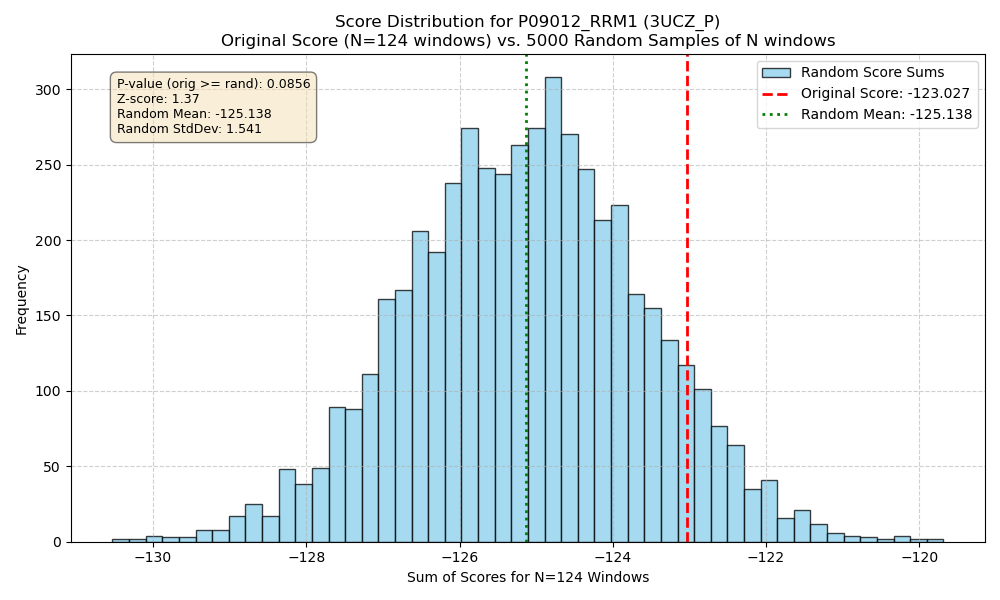 Score Distribution for P09012_RRM1 (3UCZ_P)
Original Score (N=124 windows) vs. 5000 Random Samples of N windows
P-value (orig >= rand): 0.0856
Z-score: 1.37
Random Mean: -125.138
Random StdDev: 1.541
Random Score Sums
Original Score: -123.027
Random Mean: -125.138
Frequency
300
250
200
150
100
50
0
−130
−128
−126
−124
−122
−120
Sum of Scores for N=124 Windows